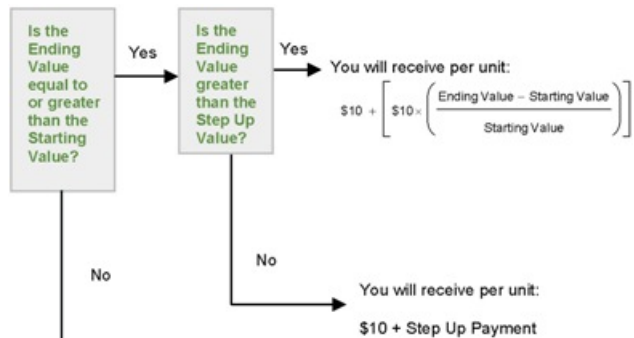 Is the
Ending
Value
equal to
or greater
than the
Starting
Value?
Yes
Is the
Ending
Value
greater
than the
Step Up
Value?
Yes
You will receive per unit:
$10 + [ $10 × ( Ending Value – Starting Value
Starting Value ) ]
No
No
You will receive per unit:
$10 + Step Up Payment